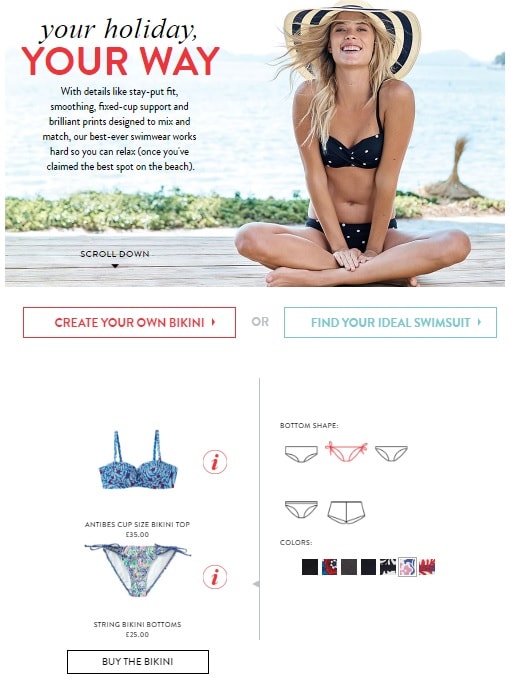 your holiday,
YOUR WAY
With details like stay-put fit,
smoothing, fixed-cup support and
brilliant prints designed to mix and
match, our best-ever swimwear works
hard so you can relax (once you've
claimed the best spot on the beach).
SCROLL DOWN
CREATE YOUR OWN BIKINI
OR
FIND YOUR IDEAL SWIMSUIT
i
ANTIBES CUP SIZE BIKINI TOP
£35.00
i
STRING BIKINI BOTTOMS
£25.00
BUY THE BIKINI
BOTTOM SHAPE:
COLORS: